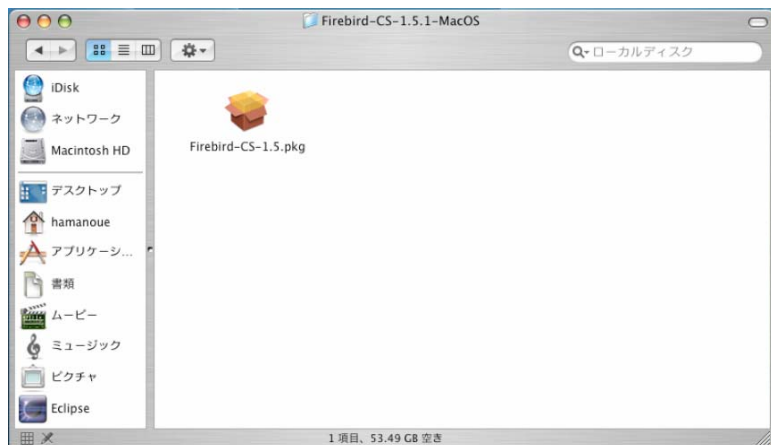 Firebird-CS-1.5.1-MacOS
ローカルディスク
iDisk
ネットワーク
Macintosh HD
デスクトップ
hamanoue
アプリケーシ...
書類
ムービー
ミュージック
ピクチャ
Eclipse
Firebird-CS-1.5.pkg
1 項目、53.49 GB 空き